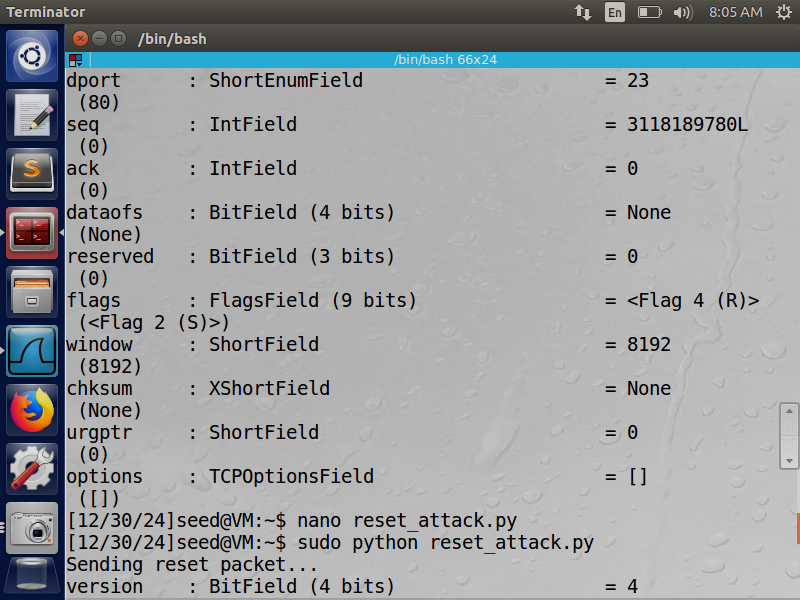 Terminator
En
8:05 AM
/bin/bash
/bin/bash 66x24
dport      : ShortEnumField                      = 23
 (80)
seq        : IntField                            = 3118189780L
 (0)
ack        : IntField                            = 0
 (0)
dataofs    : BitField (4 bits)                   = None
 (None)
reserved   : BitField (3 bits)                   = 0
 (0)
flags      : FlagsField (9 bits)                 = <Flag 4 (R)>
 (<Flag 2 (S)>)
window     : ShortField                          = 8192
 (8192)
chksum     : XShortField                         = None
 (None)
urgptr     : ShortField                          = 0
 (0)
options    : TCPOptionsField                     = []
 ([])
[12/30/24]seed@VM:~$ nano reset_attack.py
[12/30/24]seed@VM:~$ sudo python reset_attack.py
Sending reset packet...
version    : BitField (4 bits)                   = 4